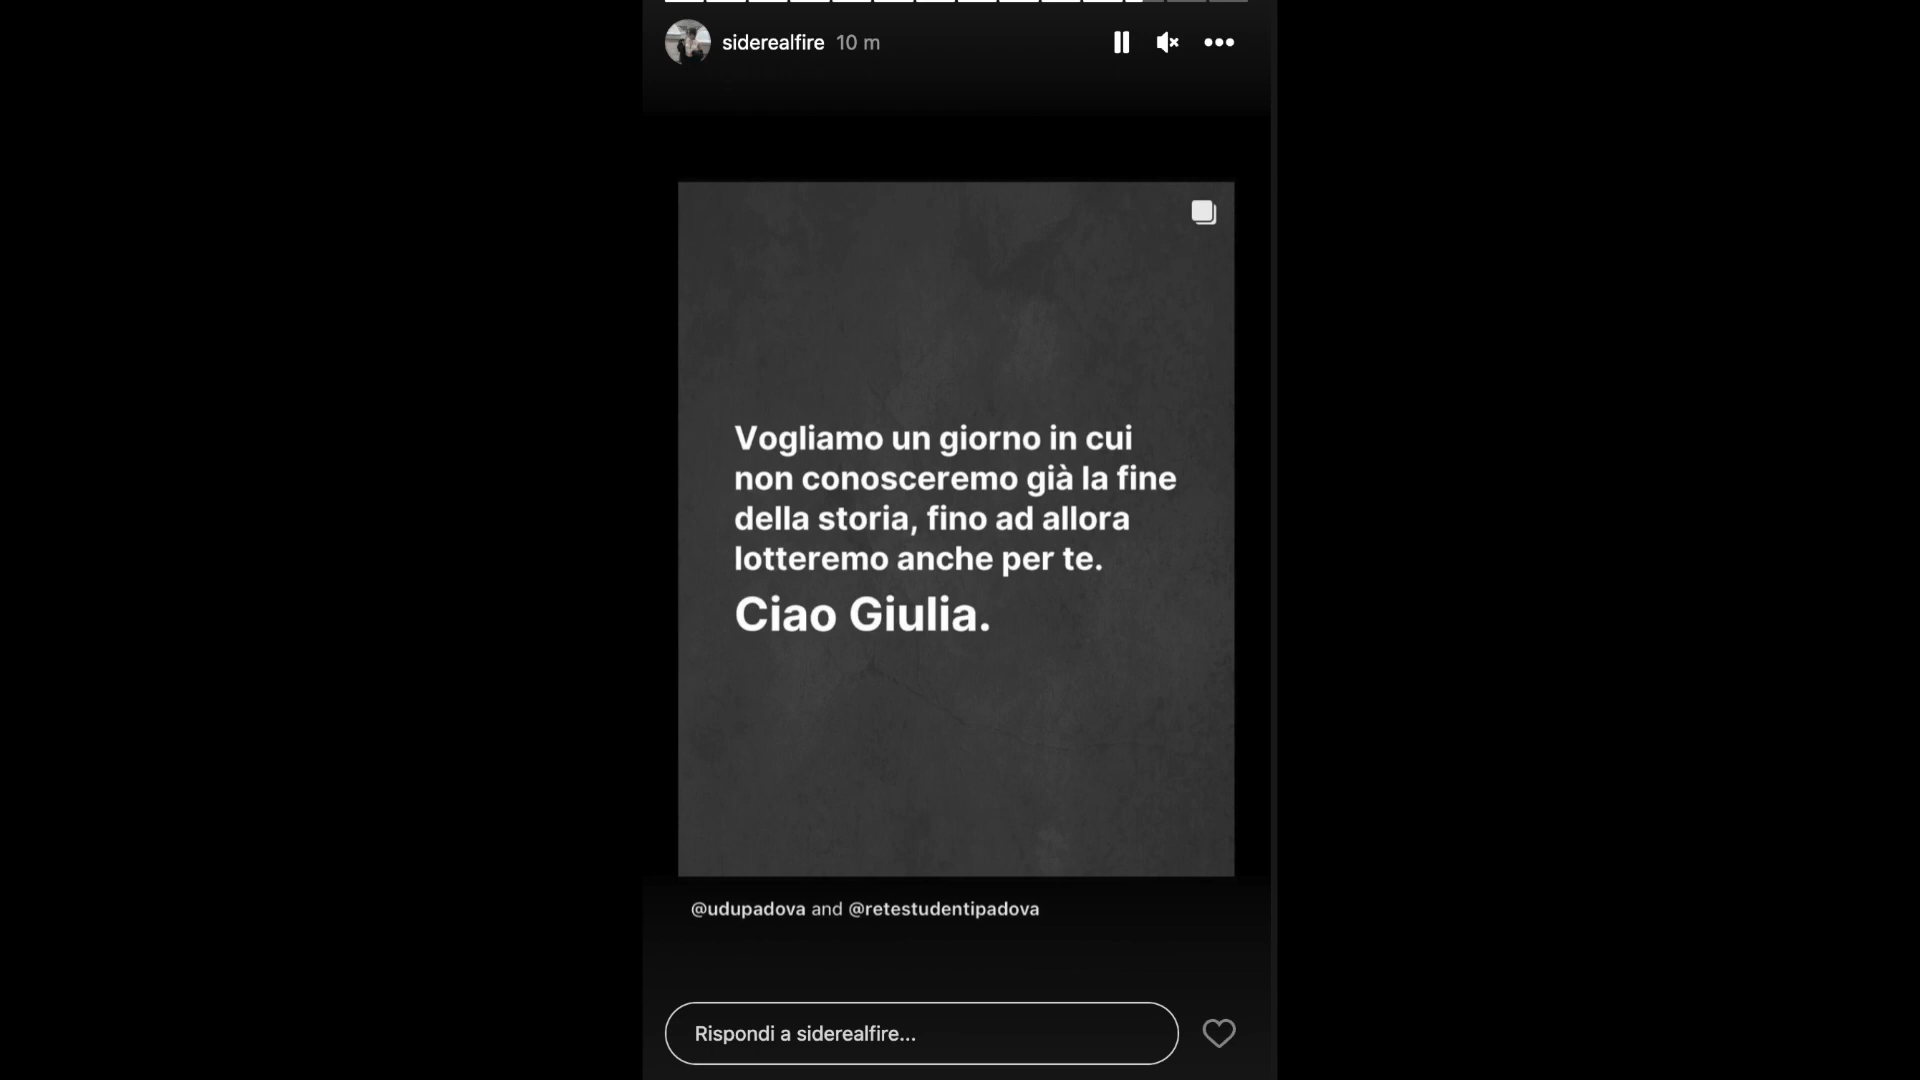 siderealfire 10 m
Vogliamo un giorno in cui
non conosceremo già la fine
della storia, fino ad allora
lotteremo anche per te.
Ciao Giulia.
@udupadova and @retestudentipadova
Rispondi a siderealfire...